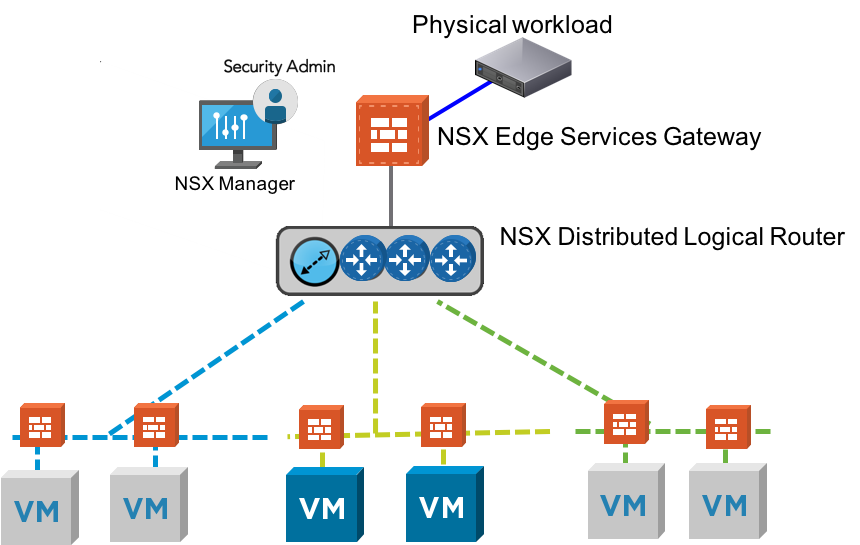 Physical workload
Security Admin
NSX Edge Services Gateway
NSX Manager
NSX Distributed Logical Router
VM
VM
VM
VM
VM
VM